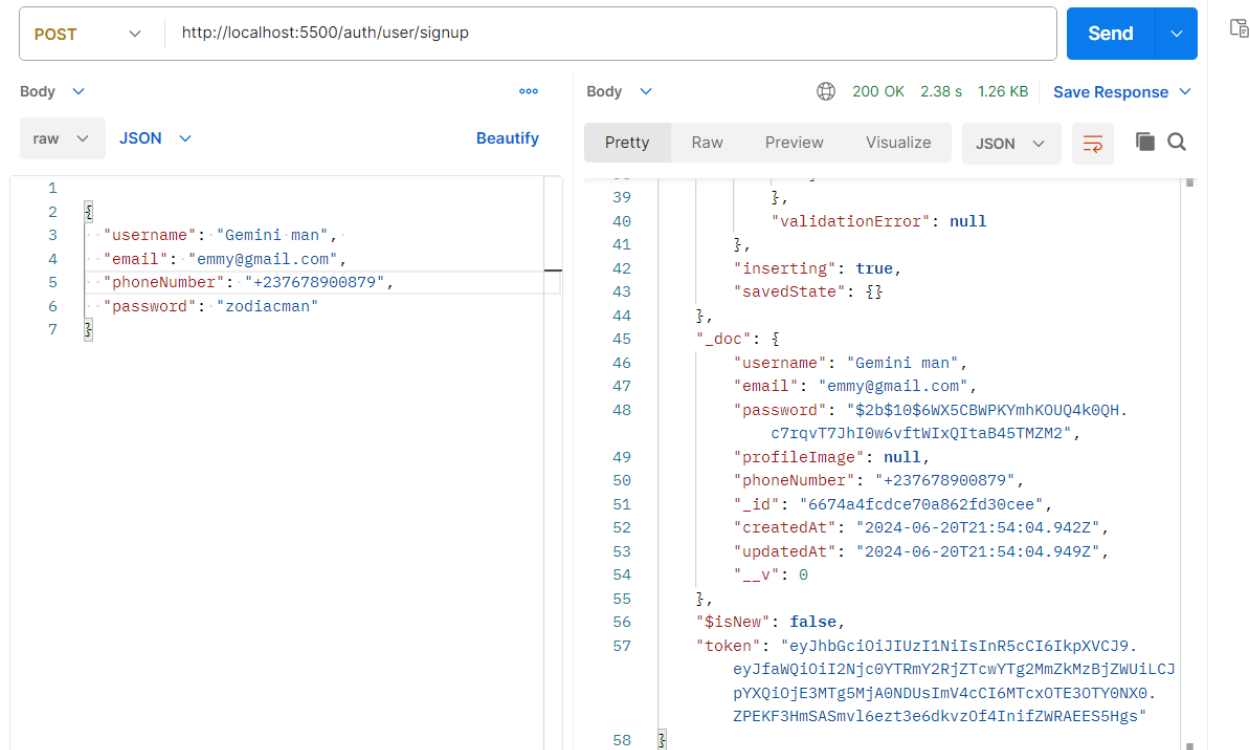 POST
http://localhost:5500/auth/user/signup
Send
Body
Body
200 OK 2.38 s 1.26 KB Save Response
raw JSON Beautify
Pretty Raw Preview Visualize JSON
1
2 {
3 "username": "Gemini man",
4 "email": "emmy@gmail.com",
5 "phoneNumber": "+237678900879",
6 "password": "zodiacman"
7 }
39 },
40 "validationError": null
41 },
42 "inserting": true,
43 "savedState": {}
44 },
45 "_doc": {
46 "username": "Gemini man",
47 "email": "emmy@gmail.com",
48 "password": "$2b$10$6WX5CBWPKYmhKOUQ4k0QH.
c7rqvT7JhI0w6vftWIxQItaB45TMZM2",
49 "profileImage": null,
50 "phoneNumber": "+237678900879",
51 "_id": "6674a4fcdce70a862fd30cee",
52 "createdAt": "2024-06-20T21:54:04.942Z",
53 "updatedAt": "2024-06-20T21:54:04.949Z",
54 "__v": 0
55 },
56 "$isNew": false,
57 "token": "eyJhbGciOiJIUzI1NiIsInR5cCI6IkpXVCJ9.
eyJfaWQiOiI2Njc0YTRmY2RjZTcwYTg2MmZkMzBjZWUiLCJ
pYXQiOjE3MTg5MjA0NDUsImV4cCI6MTcxOTE3OTY0NX0.
ZPEKF3HmSASmvl6ezt3e6dkvzOf4InifZWRAEES5Hgs"
58 }